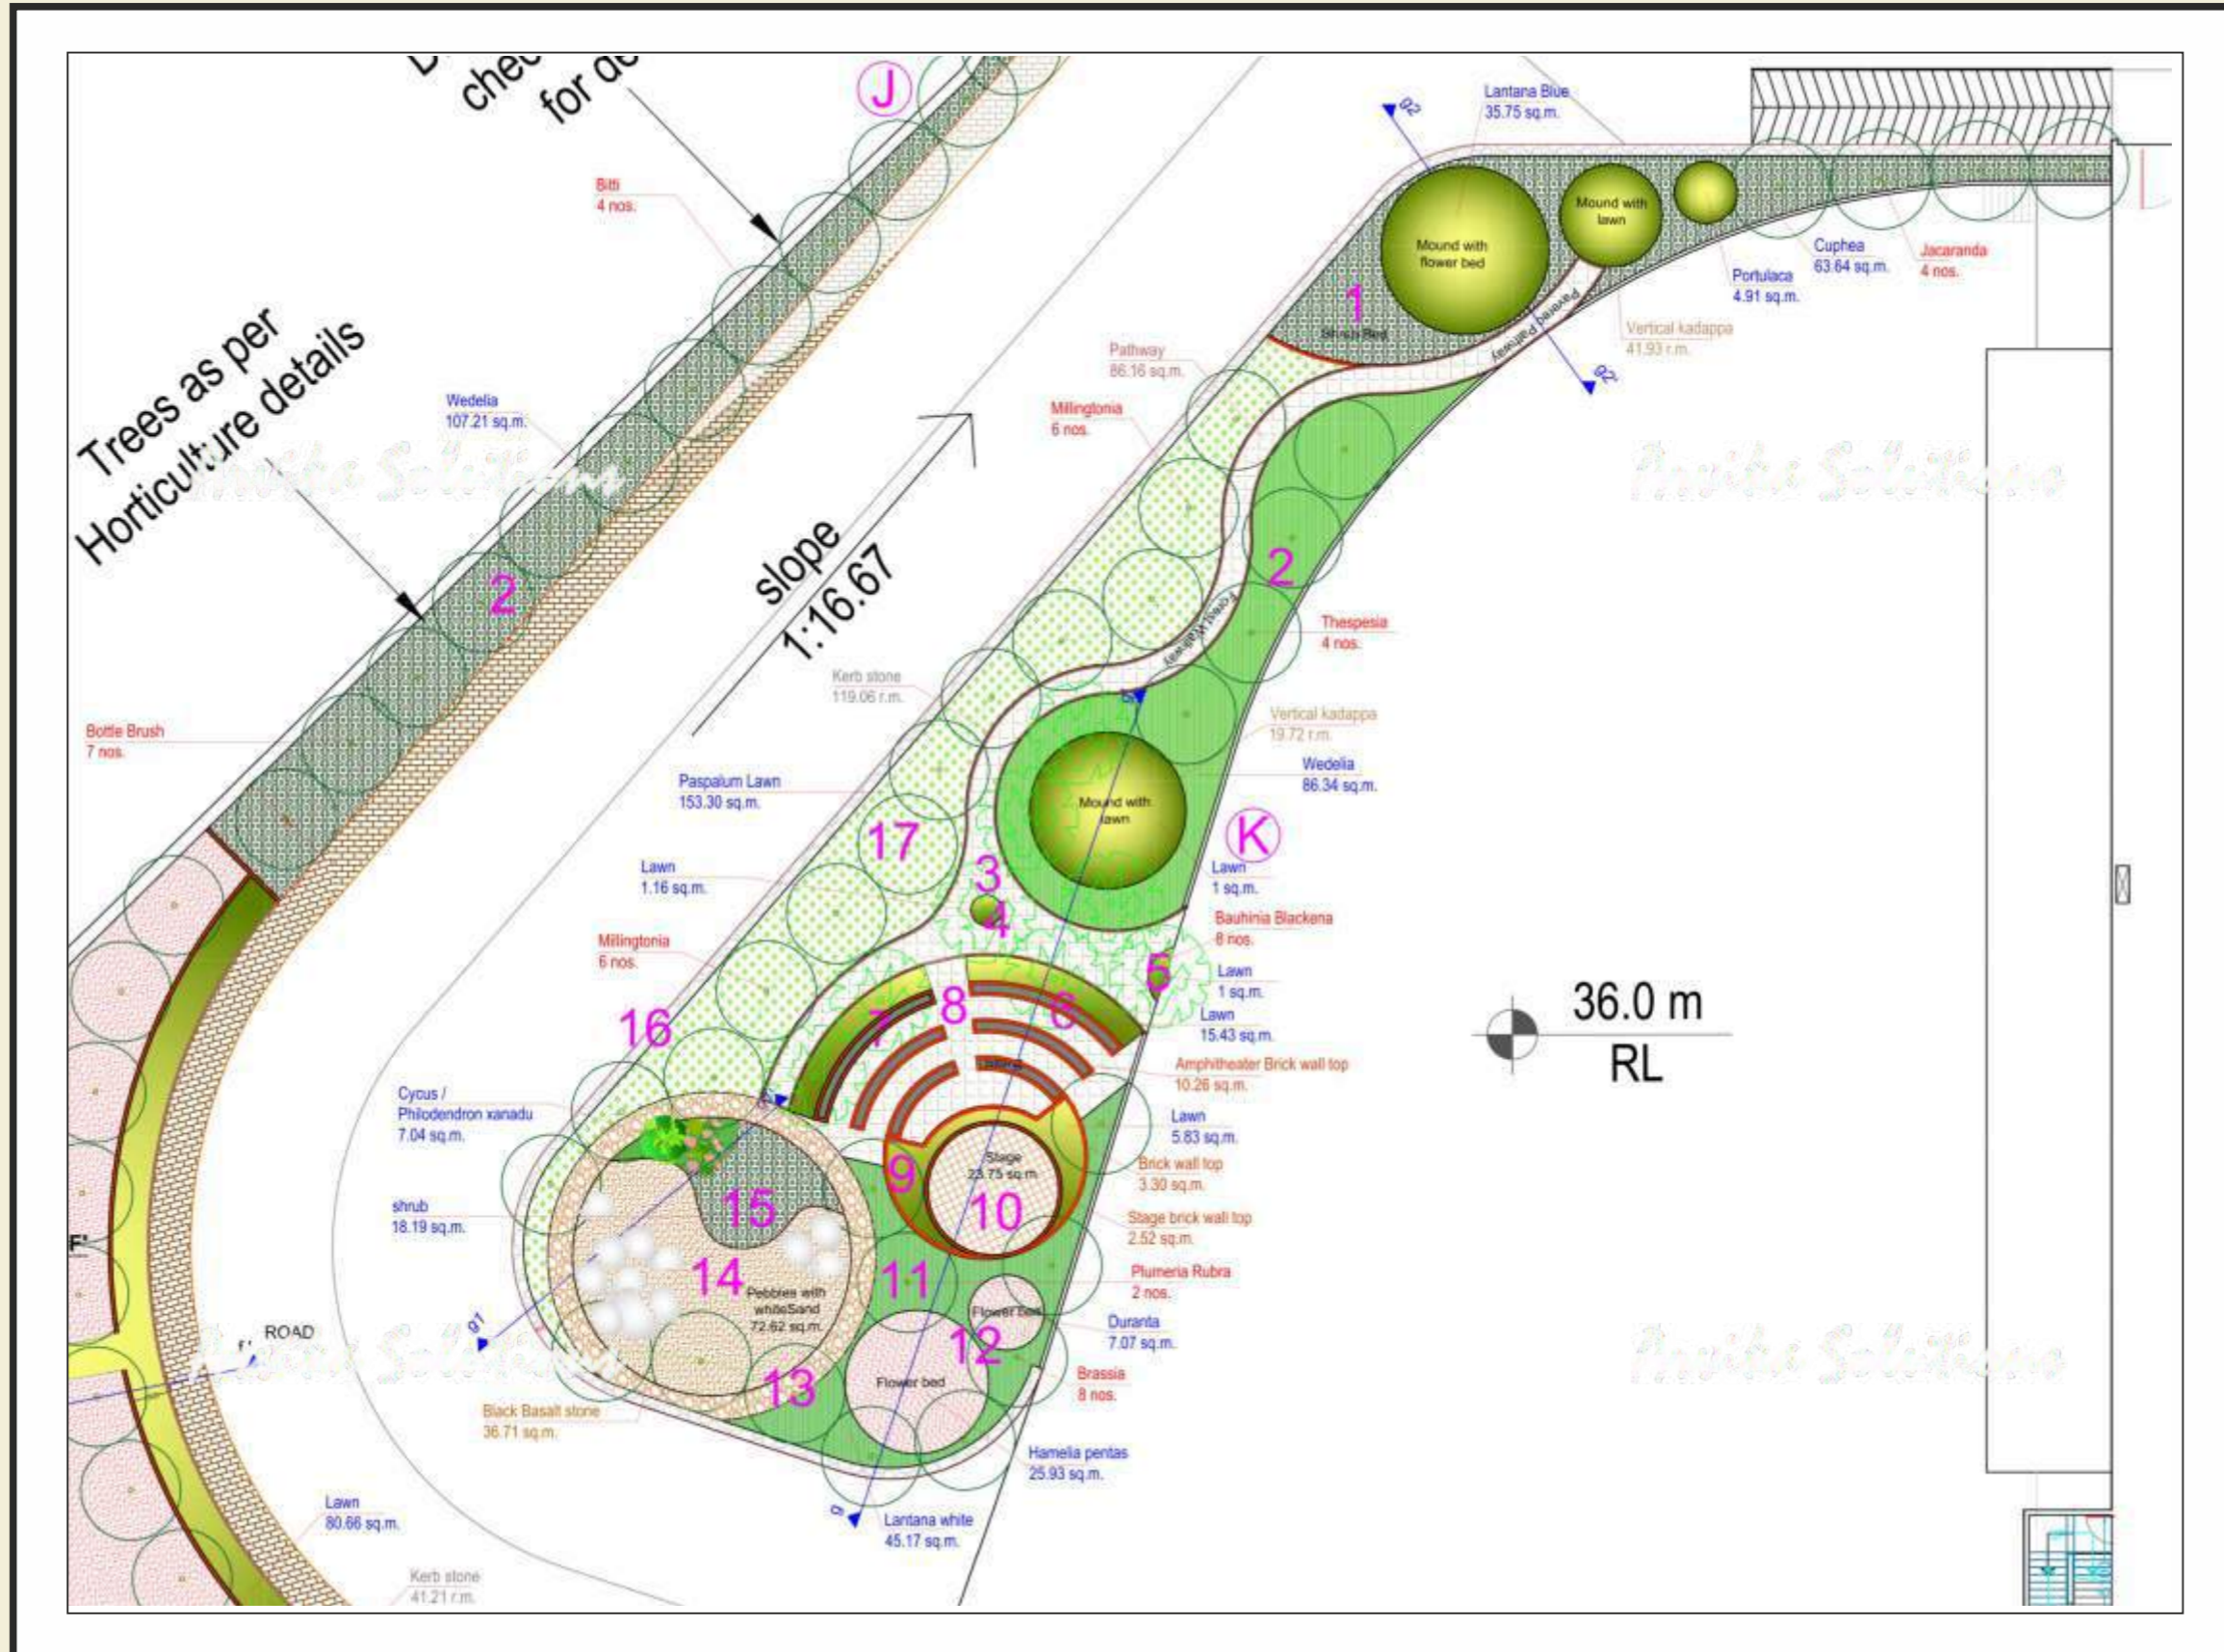 for de
J
Bitti
4 nos.
Trees as per
Horticulture details
Wedelia
107.21 sq.m.
2
slope
1:16.67
Bottle Brush
7 nos.
g2
Lantana Blue
35.75 sq.m.
Mound with
flower bed
Mound with
lawn
Cuphea
63.64 sq.m.
Jacaranda
4 nos.
Portulaca
4.91 sq.m.
1
Shrub Bed
Vertical kadappa
41.93 r.m.
g2'
Pathway
86.16 sq.m.
Millingtonia
6 nos.
2
Thespesia
4 nos.
Kerb stone
119.06 r.m.
Vertical kadappa
19.72 r.m.
Wedelia
86.34 sq.m.
Paspalum Lawn
153.30 sq.m.
Mound with
lawn
17
K
3
Lawn
1.16 sq.m.
Lawn
1 sq.m.
4
Bauhinia Blackena
8 nos.
Millingtonia
6 nos.
5
Lawn
1 sq.m.
8
6
7
16
Lawn
15.43 sq.m.
36.0 m
RL
Amphitheater Brick wall top
10.26 sq.m.
Cycus /
Philodendron xanadu
7.04 sq.m.
Lawn
5.83 sq.m.
Stage
23.75 sq.m.
9
10
Brick wall top
3.30 sq.m.
shrub
18.19 sq.m.
15
Stage brick wall top
2.52 sq.m.
14
11
Pebbles with
whiteSand
72.62 sq.m.
Plumeria Rubra
2 nos.
Flower bed
12
Duranta
7.07 sq.m.
F'
f'
ROAD
g1
13
Flower bed
Brassia
8 nos.
Black Basalt stone
36.71 sq.m.
Hamelia pentas
25.93 sq.m.
g
Lantana white
45.17 sq.m.
Lawn
80.66 sq.m.
Kerb stone
41.21 r.m.